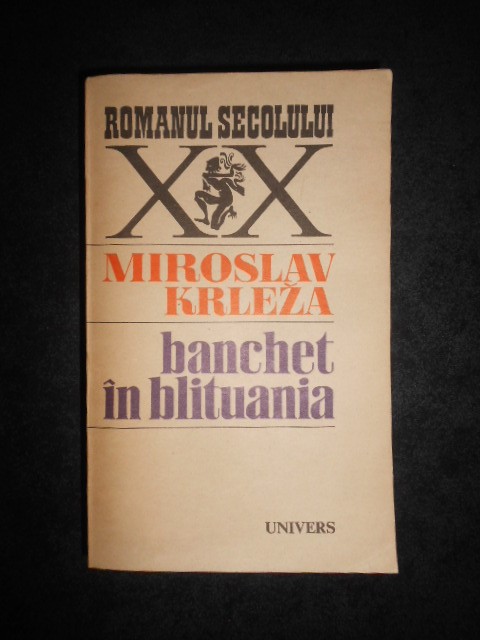 ROMANUL SECOLULUI
XX
MIROSLAV
KRLEŽA
banchet
în blituania
UNIVERS